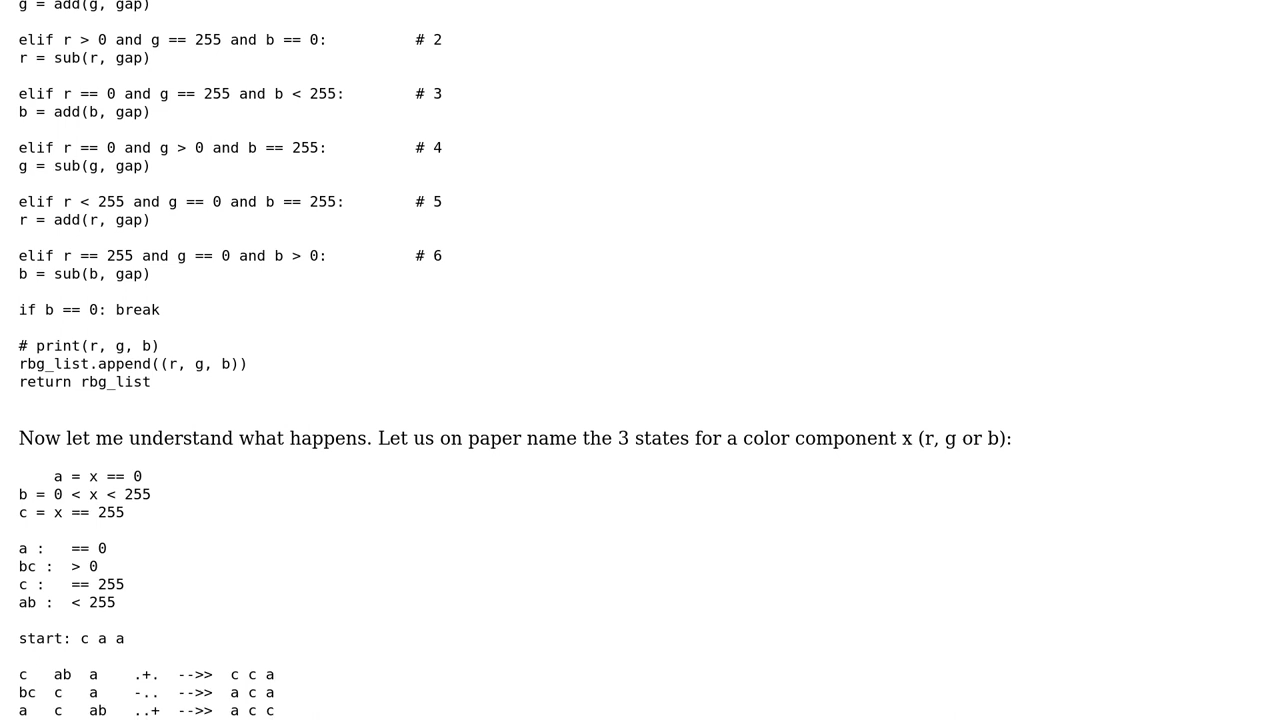 g = add(g, gap)
elif r > 0 and g == 255 and b == 0:          # 2
r = sub(r, gap)
elif r == 0 and g == 255 and b < 255:        # 3
b = add(b, gap)
elif r == 0 and g > 0 and b == 255:          # 4
g = sub(g, gap)
elif r < 255 and g == 0 and b == 255:        # 5
r = add(r, gap)
elif r == 255 and g == 0 and b > 0:          # 6
b = sub(b, gap)
if b == 0: break
# print(r, g, b)
rbg_list.append((r, g, b))
return rbg_list
Now let me understand what happens. Let us on paper name the 3 states for a color component x (r, g or b):
    a = x == 0
b = 0 < x < 255
c = x == 255
a :   == 0
bc :  > 0
c :   == 255
ab :  < 255
start: c a a
c   ab  a    .+.  -->>  c c a
bc  c   a    -..  -->>  a c a
a   c   ab   ..+  -->>  a c c